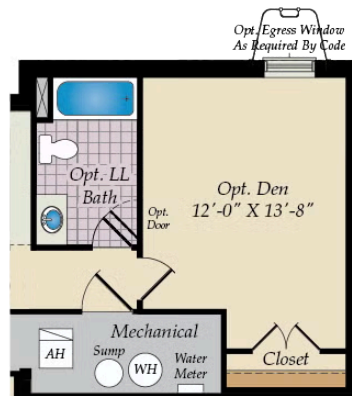 Opt. Egress Window
As Required By Code
Opt. LL
Bath
Opt.
Door
Opt. Den
12'-0" X 13'-8"
Mechanical
AH
Sump
WH
Water
Meter
Closet